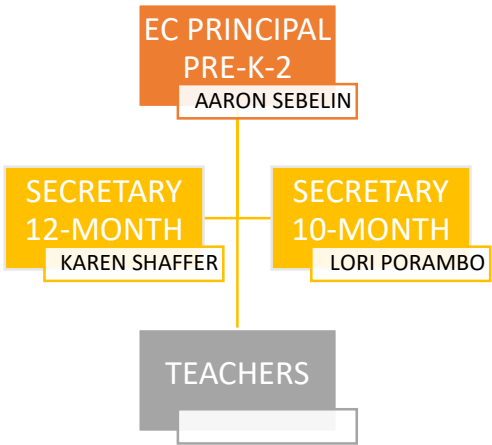 EC PRINCIPAL
PRE-K-2
AARON SEBELIN
SECRETARY
12-MONTH
KAREN SHAFFER
SECRETARY
10-MONTH
LORI PORAMBO
TEACHERS